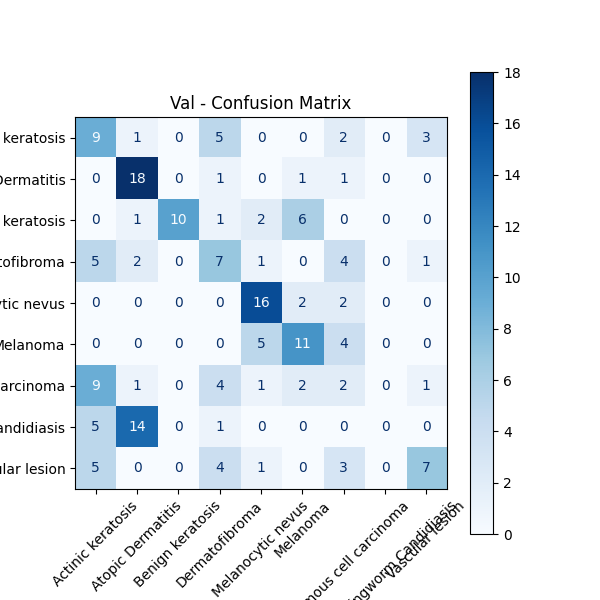 Val - Confusion Matrix
keratosis 9 1 0 5 0 0 2 0 3
Dermatitis 0 18 0 1 0 1 1 0 0
keratosis 0 1 10 1 2 6 0 0 0
tofibroma 5 2 0 7 1 0 4 0 1
ytic nevus 0 0 0 0 16 2 2 0 0
Melanoma 0 0 0 0 5 11 4 0 0
arcinoma 9 1 0 4 1 2 2 0 1
andidiasis 5 14 0 1 0 0 0 0 0
ular lesion 5 0 0 4 1 0 3 0 7
Actinic keratosis
Atopic Dermatitis
Benign keratosis
Dermatofibroma
Melanocytic nevus
Melanoma
mous cell carcinoma
ngworm Candidiasis
Vascular lesion
18
16
14
12
10
8
6
4
2
0